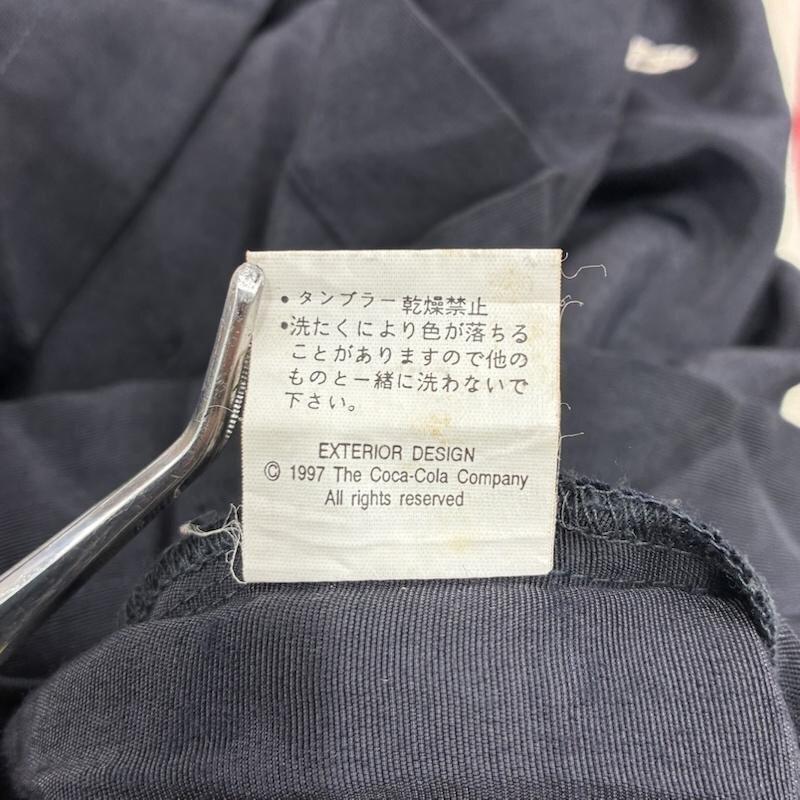 • タンブラー乾燥禁止
•洗たくにより色が落ちる
ことがありますので他の
ものと一緒に洗わないで
下さい。
EXTERIOR DESIGN
© 1997 The Coca-Cola Company
All rights reserved